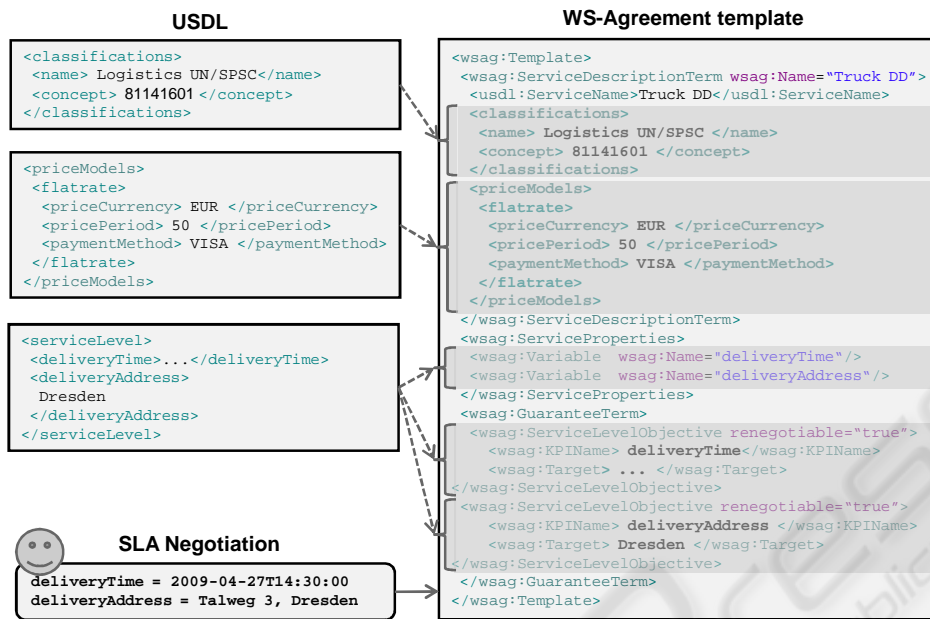 USDL
<classifications>
<name> Logistics UN/SPSC</name>
<concept> 81141601 </concept>
</classifications>
<priceModels>
<flatrate>
<priceCurrency> EUR </priceCurrency>
<pricePeriod> 50 </pricePeriod>
<paymentMethod> VISA </paymentMethod>
</flatrate>
</priceModels>
<serviceLevel>
<deliveryTime>...</deliveryTime>
<deliveryAddress>
Dresden
</deliveryAddress>
</serviceLevel>
SLA Negotiation
deliveryTime = 2009-04-27T14:30:00
deliveryAddress = Talweg 3, Dresden
WS-Agreement template
<wsag:Template>
<wsag:ServiceDescriptionTerm wsag:Name=“Truck DD”>
<usdl:ServiceName>Truck DD</usdl:ServiceName>
<classifications>
<name> Logistics UN/SPSC </name>
<concept> 81141601 </concept>
</classifications>
<priceModels>
<flatrate>
<priceCurrency> EUR </priceCurrency>
<pricePeriod> 50 </pricePeriod>
<paymentMethod> VISA </paymentMethod>
</flatrate>
</priceModels>
</wsag:ServiceDescriptionTerm>
<wsag:ServiceProperties>
<wsag:Variable wsag:Name="deliveryTime"/>
<wsag:Variable wsag:Name="deliveryAddress“/>
</wsag:ServiceProperties>
<wsag:GuaranteeTerm>
<wsag:ServiceLevelObjective renegotiable=“true”>
<wsag:KPIName> deliveryTime</wsag:KPIName>
<wsag:Target> ... </wsag:Target>
</wsag:ServiceLevelObjective>
<wsag:ServiceLevelObjective renegotiable=“true”>
<wsag:KPIName> deliveryAddress </wsag:KPIName>
<wsag:Target> Dresden </wsag:Target>
</wsag:ServiceLevelObjective>
</wsag:GuaranteeTerm>
</wsag:Template>